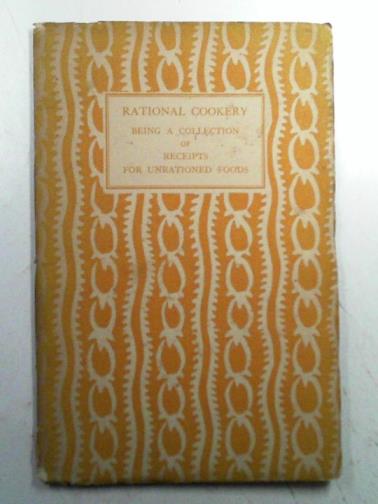 RATIONAL COOKERY
BEING A COLLECTION
OF
RECEIPTS
FOR UNRATIONED FOODS